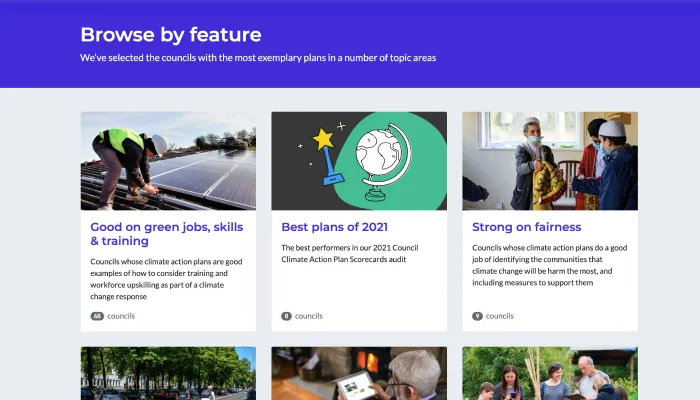 Browse by feature
We've selected the councils with the most exemplary plans in a number of topic areas
Good on green jobs, skills
& training
Councils whose climate action plans are good
examples of how to consider training and
workforce upskilling as part of a climate
change response
68 councils
Best plans of 2021
The best performers in our 2021 Council
Climate Action Plan Scorecards audit
8 councils
Strong on fairness
Councils whose climate action plans do a good
job of identifying the communities that
climate change will be harm the most, and
including measures to support them
9 councils